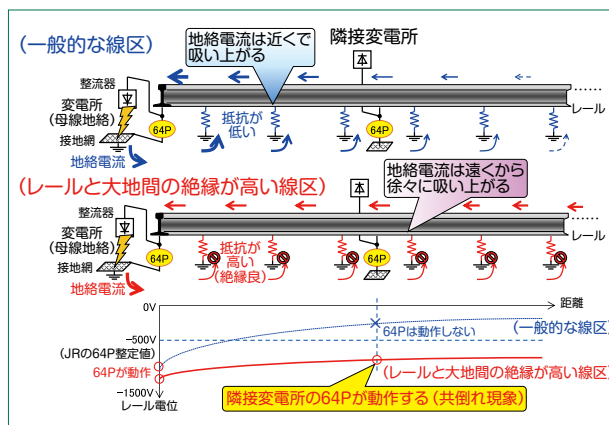 (一般的な線区)
地絡電流は近くで
吸い上がる
隣接変電所
本
整流器
変電所
(母線地絡)
接地網
地絡電流
64P
抵抗が
低い
64P
レール
(レールと大地間の絶縁が高い線区)
地絡電流は遠くから
徐々に吸い上がる
本
整流器
変電所
(母線地絡)
接地網
地絡電流
64P
抵抗が
高い
(絶縁良)
64P
レール
0V
距離
-500V
(JRの64P整定値)
64Pは動作しない
(一般的な線区)
64Pが動作
(レールと大地間の絶縁が高い線区)
-1500V
レール電位
隣接変電所の64Pが動作する(共倒れ現象)